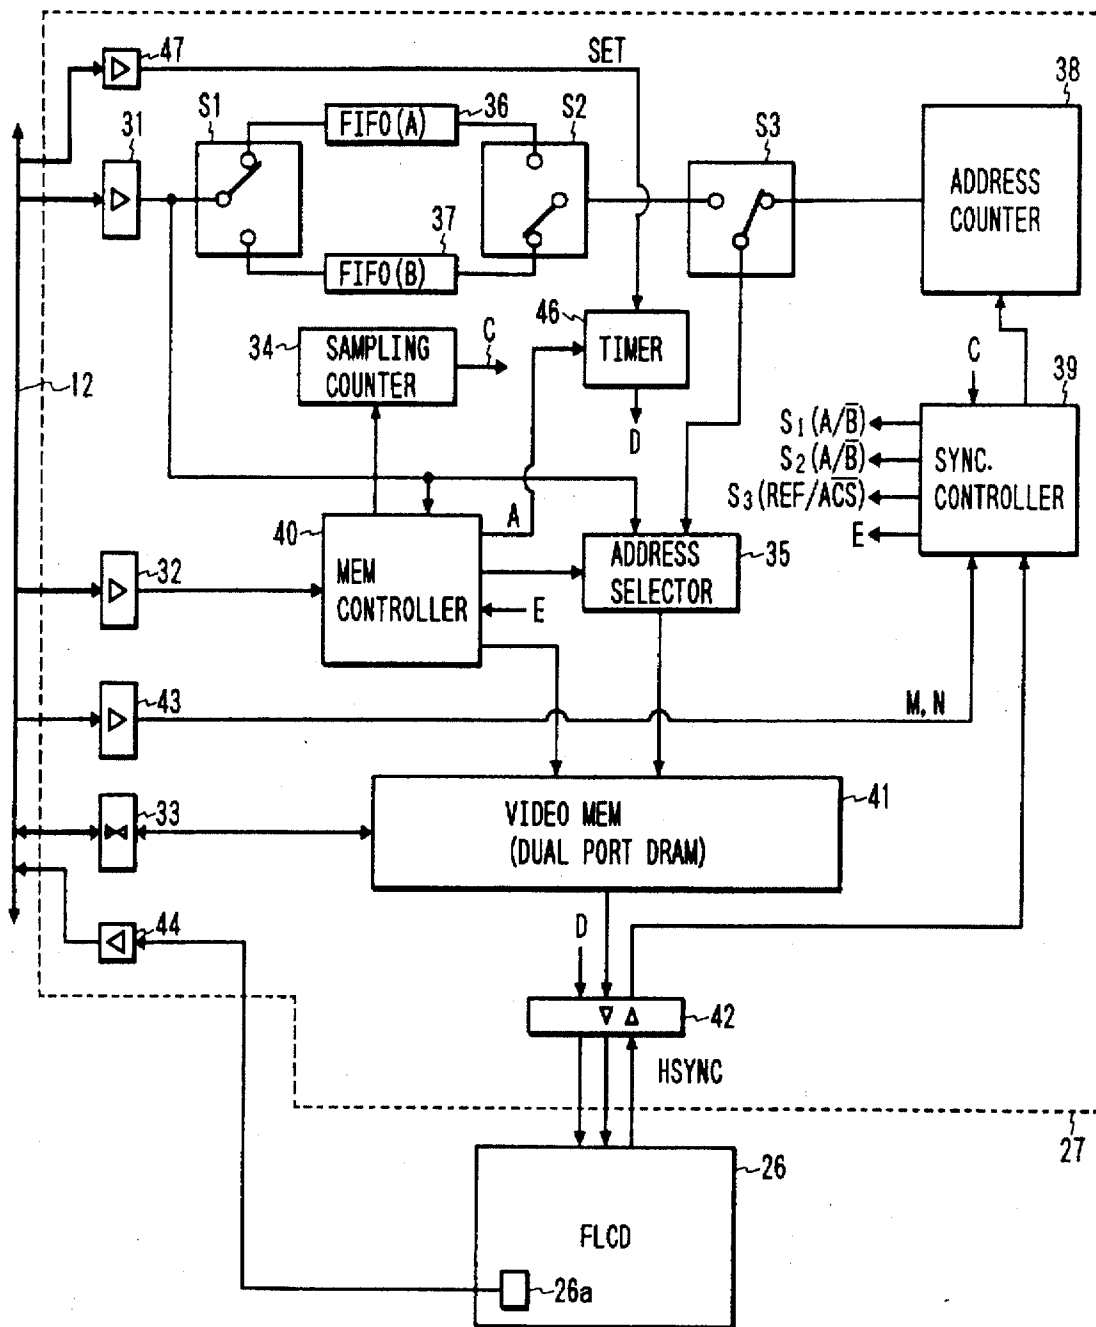 47
SET
38
S1
36
S2
31
FIFO(A)
S3
ADDRESS
COUNTER
37
FIFO(B)
46
34
SAMPLING
COUNTER
C
TIMER
12
D
C
39
S1(A/B̅)
S2(A/B̅)
S3(REF/A̅C̅S̅)
E
SYNC.
CONTROLLER
A
40
MEM
CONTROLLER
ADDRESS
SELECTOR
35
32
E
43
M, N
33
VIDEO MEM
(DUAL PORT DRAM)
41
44
D
42
HSYNC
27
26
FLCD
26a